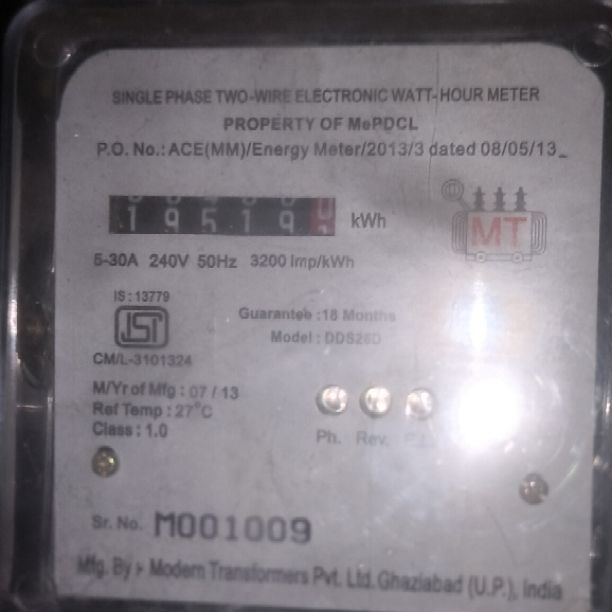 SINGLE PHASE TWO-WIRE ELECTRONIC WATT-HOUR METER
PROPERTY OF MePDCL
P.O. No.: ACE(MM)/Energy Meter/2013/3 dated 08/05/13
19519 kWh
MT
5-30A 240V 50Hz 3200 Imp/kWh
IS : 13779
ISI
CM/L-3101324
Guarantee :18 Months
Model : DDS26D
M/Yr of Mfg : 07 / 13
Ref Temp : 27°C
Class : 1.0
Ph. Rev.
Sr. No. M001009
Mfg. By :- Modern Transformers Pvt. Ltd. Ghaziabad (U.P.), India